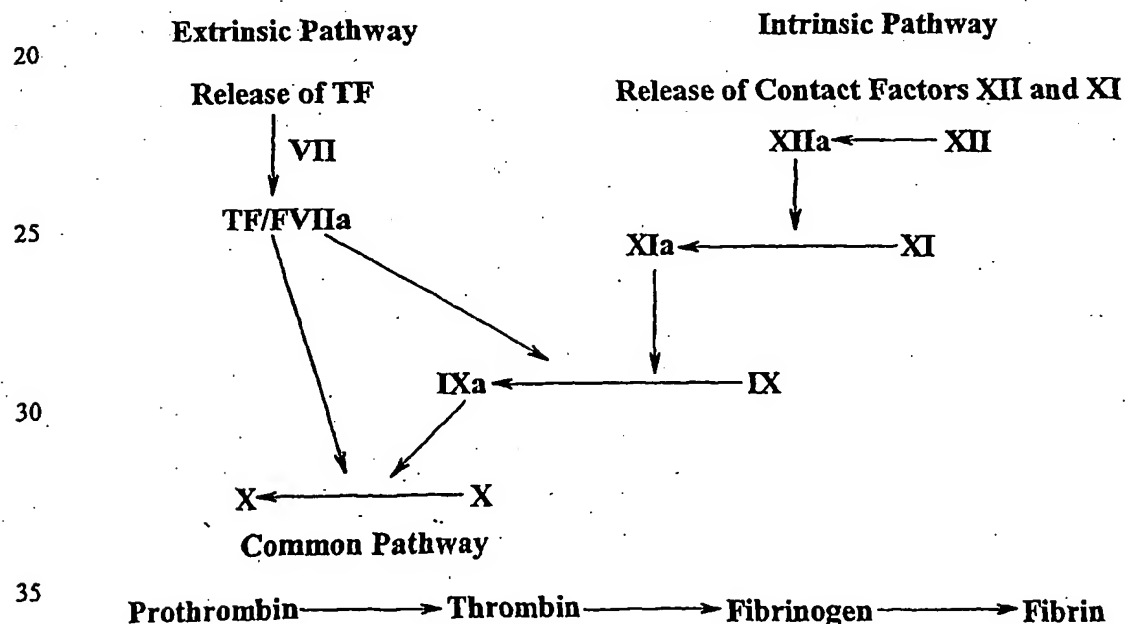 Extrinsic Pathway Intrinsic Pathway
20
Release of TF Release of Contact Factors XII and XI
XIIa XII
VII
TF/FVIIa
25
XIa XI
IXa IX
30
X X
Common Pathway
35
Prothrombin Thrombin Fibrinogen Fibrin